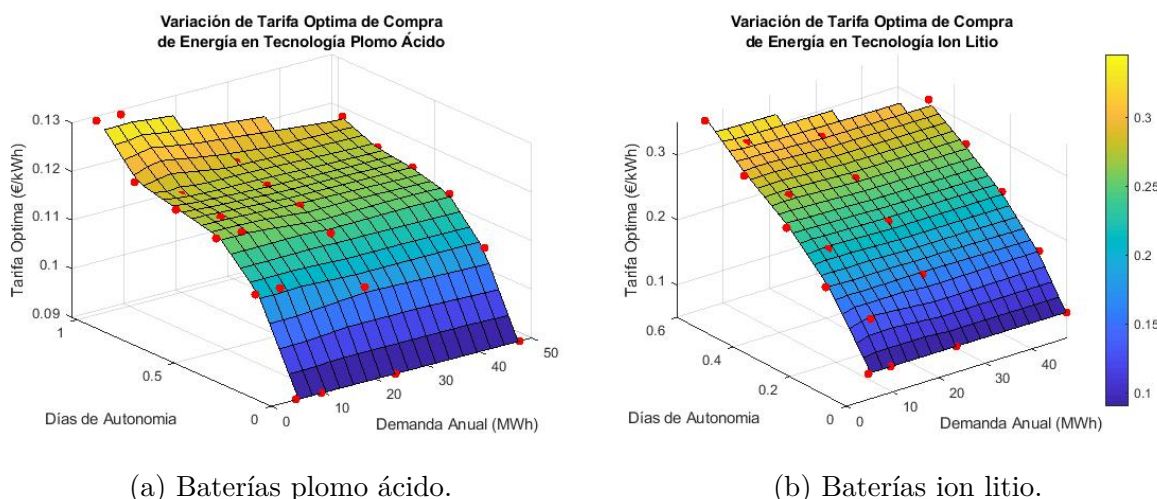 Variación de Tarifa Optima de Compra
de Energía en Tecnología Plomo Ácido
Tarifa Optima (€/kWh)
0.13
0.12
0.11
0.1
0.09
1
0.5
0
Días de Autonomia
0
10
20
30
40
50
Demanda Anual (MWh)
(a) Baterías plomo ácido.
Variación de Tarifa Optima de Compra
de Energía en Tecnología Ion Litio
Tarifa Optima (€/kWh)
0.3
0.2
0.1
0.6
0.4
0.2
0
Días de Autonomia
0
10
20
30
40
Demanda Anual (MWh)
0.3
0.25
0.2
0.15
0.1
(b) Baterías ion litio.